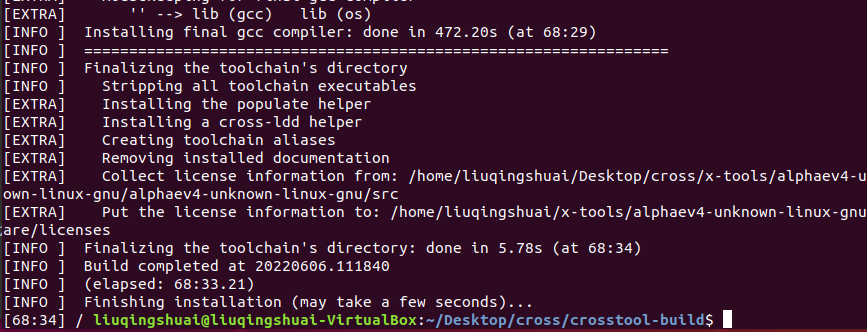 [EXTRA]       '' --> lib (gcc)   lib (os)
[INFO ]  Installing final gcc compiler: done in 472.20s (at 68:29)
[INFO ]  =================================================================
[INFO ]  Finalizing the toolchain's directory
[INFO ]    Stripping all toolchain executables
[EXTRA]    Installing the populate helper
[EXTRA]    Installing a cross-ldd helper
[EXTRA]    Creating toolchain aliases
[EXTRA]    Removing installed documentation
[EXTRA]    Collect license information from: /home/liuqingshuai/Desktop/cross/x-tools/alphaev4-u
own-linux-gnu/alphaev4-unknown-linux-gnu/src
[EXTRA]    Put the license information to: /home/liuqingshuai/x-tools/alphaev4-unknown-linux-gnu
are/licenses
[INFO ]  Finalizing the toolchain's directory: done in 5.78s (at 68:34)
[INFO ]  Build completed at 20220606.111840
[INFO ]  (elapsed: 68:33.21)
[INFO ]  Finishing installation (may take a few seconds)...
[68:34] / liuqingshuai@liuqingshuai-VirtualBox:~/Desktop/cross/crosstool-build$